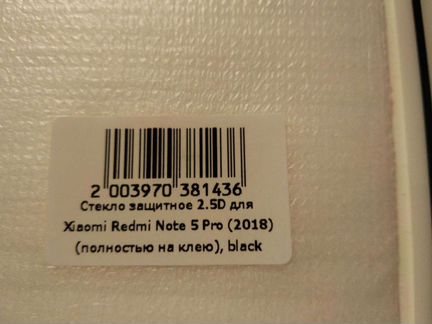 2 003970 381436
Стекло защитное 2.5D для
Xiaomi Redmi Note 5 Pro (2018)
(полностью на клею), black